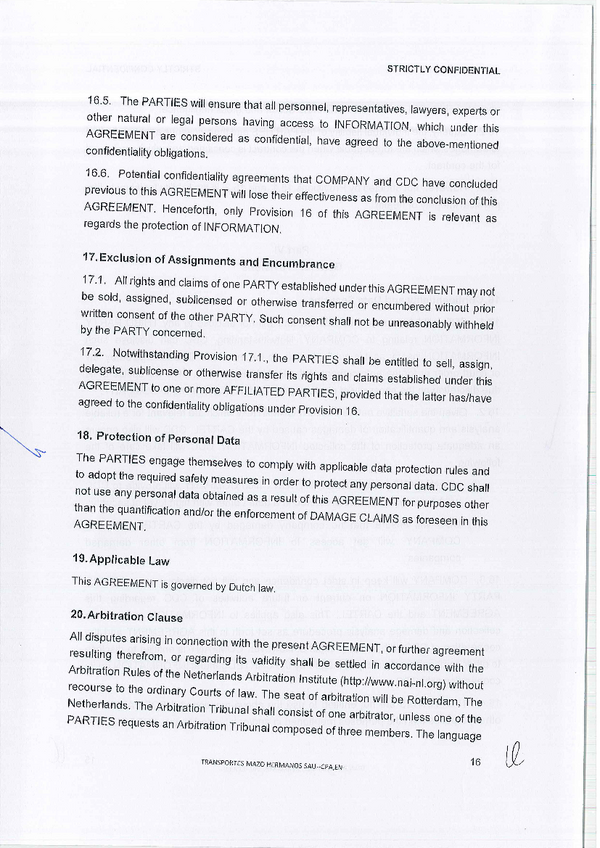 STRICTLY CONFIDENTIAL
16.5. The PARTIES will ensure that all personnel, representatives, lawyers, experts or
other natural or legal persons having access to INFORMATION, which under this
AGREEMENT are considered as confidential, have agreed to the above-mentioned
confidentiality obligations.
16.6. Potential confidentiality agreements that COMPANY and CDC have concluded
previous to this AGREEMENT will lose their effectiveness as from the conclusion of this
AGREEMENT. Henceforth, only Provision 16 of this AGREEMENT is relevant as
regards the protection of INFORMATION.
17. Exclusion of Assignments and Encumbrance
17.1. All rights and claims of one PARTY established under this AGREEMENT may not
be sold, assigned, sublicensed or otherwise transferred or encumbered without prior
written consent of the other PARTY. Such consent shall not be unreasonably withheld
by the PARTY concerned.
17.2. Notwithstanding Provision 17.1., the PARTIES shall be entitled to sell, assign,
delegate, sublicense or otherwise transfer its rights and claims established under this
AGREEMENT to one or more AFFILIATED PARTIES, provided that the latter has/have
agreed to the confidentiality obligations under Provision 16.
18. Protection of Personal Data
The PARTIES engage themselves to comply with applicable data protection rules and
to adopt the required safety measures in order to protect any personal data. CDC shall
not use any personal data obtained as a result of this AGREEMENT for purposes other
than the quantification and/or the enforcement of DAMAGE CLAIMS as foreseen in this
AGREEMENT.
19. Applicable Law
This AGREEMENT is governed by Dutch law.
20. Arbitration Clause
All disputes arising in connection with the present AGREEMENT, or further agreement
resulting therefrom, or regarding its validity shall be settled in accordance with the
Arbitration Rules of the Netherlands Arbitration Institute (http://www.nai-nl.org) without
recourse to the ordinary Courts of law. The seat of arbitration will be Rotterdam, The
Netherlands. The Arbitration Tribunal shall consist of one arbitrator, unless one of the
PARTIES requests an Arbitration Tribunal composed of three members. The language
TRANSPORTES MAZO HERMANOS SAU--CPA,EN
16